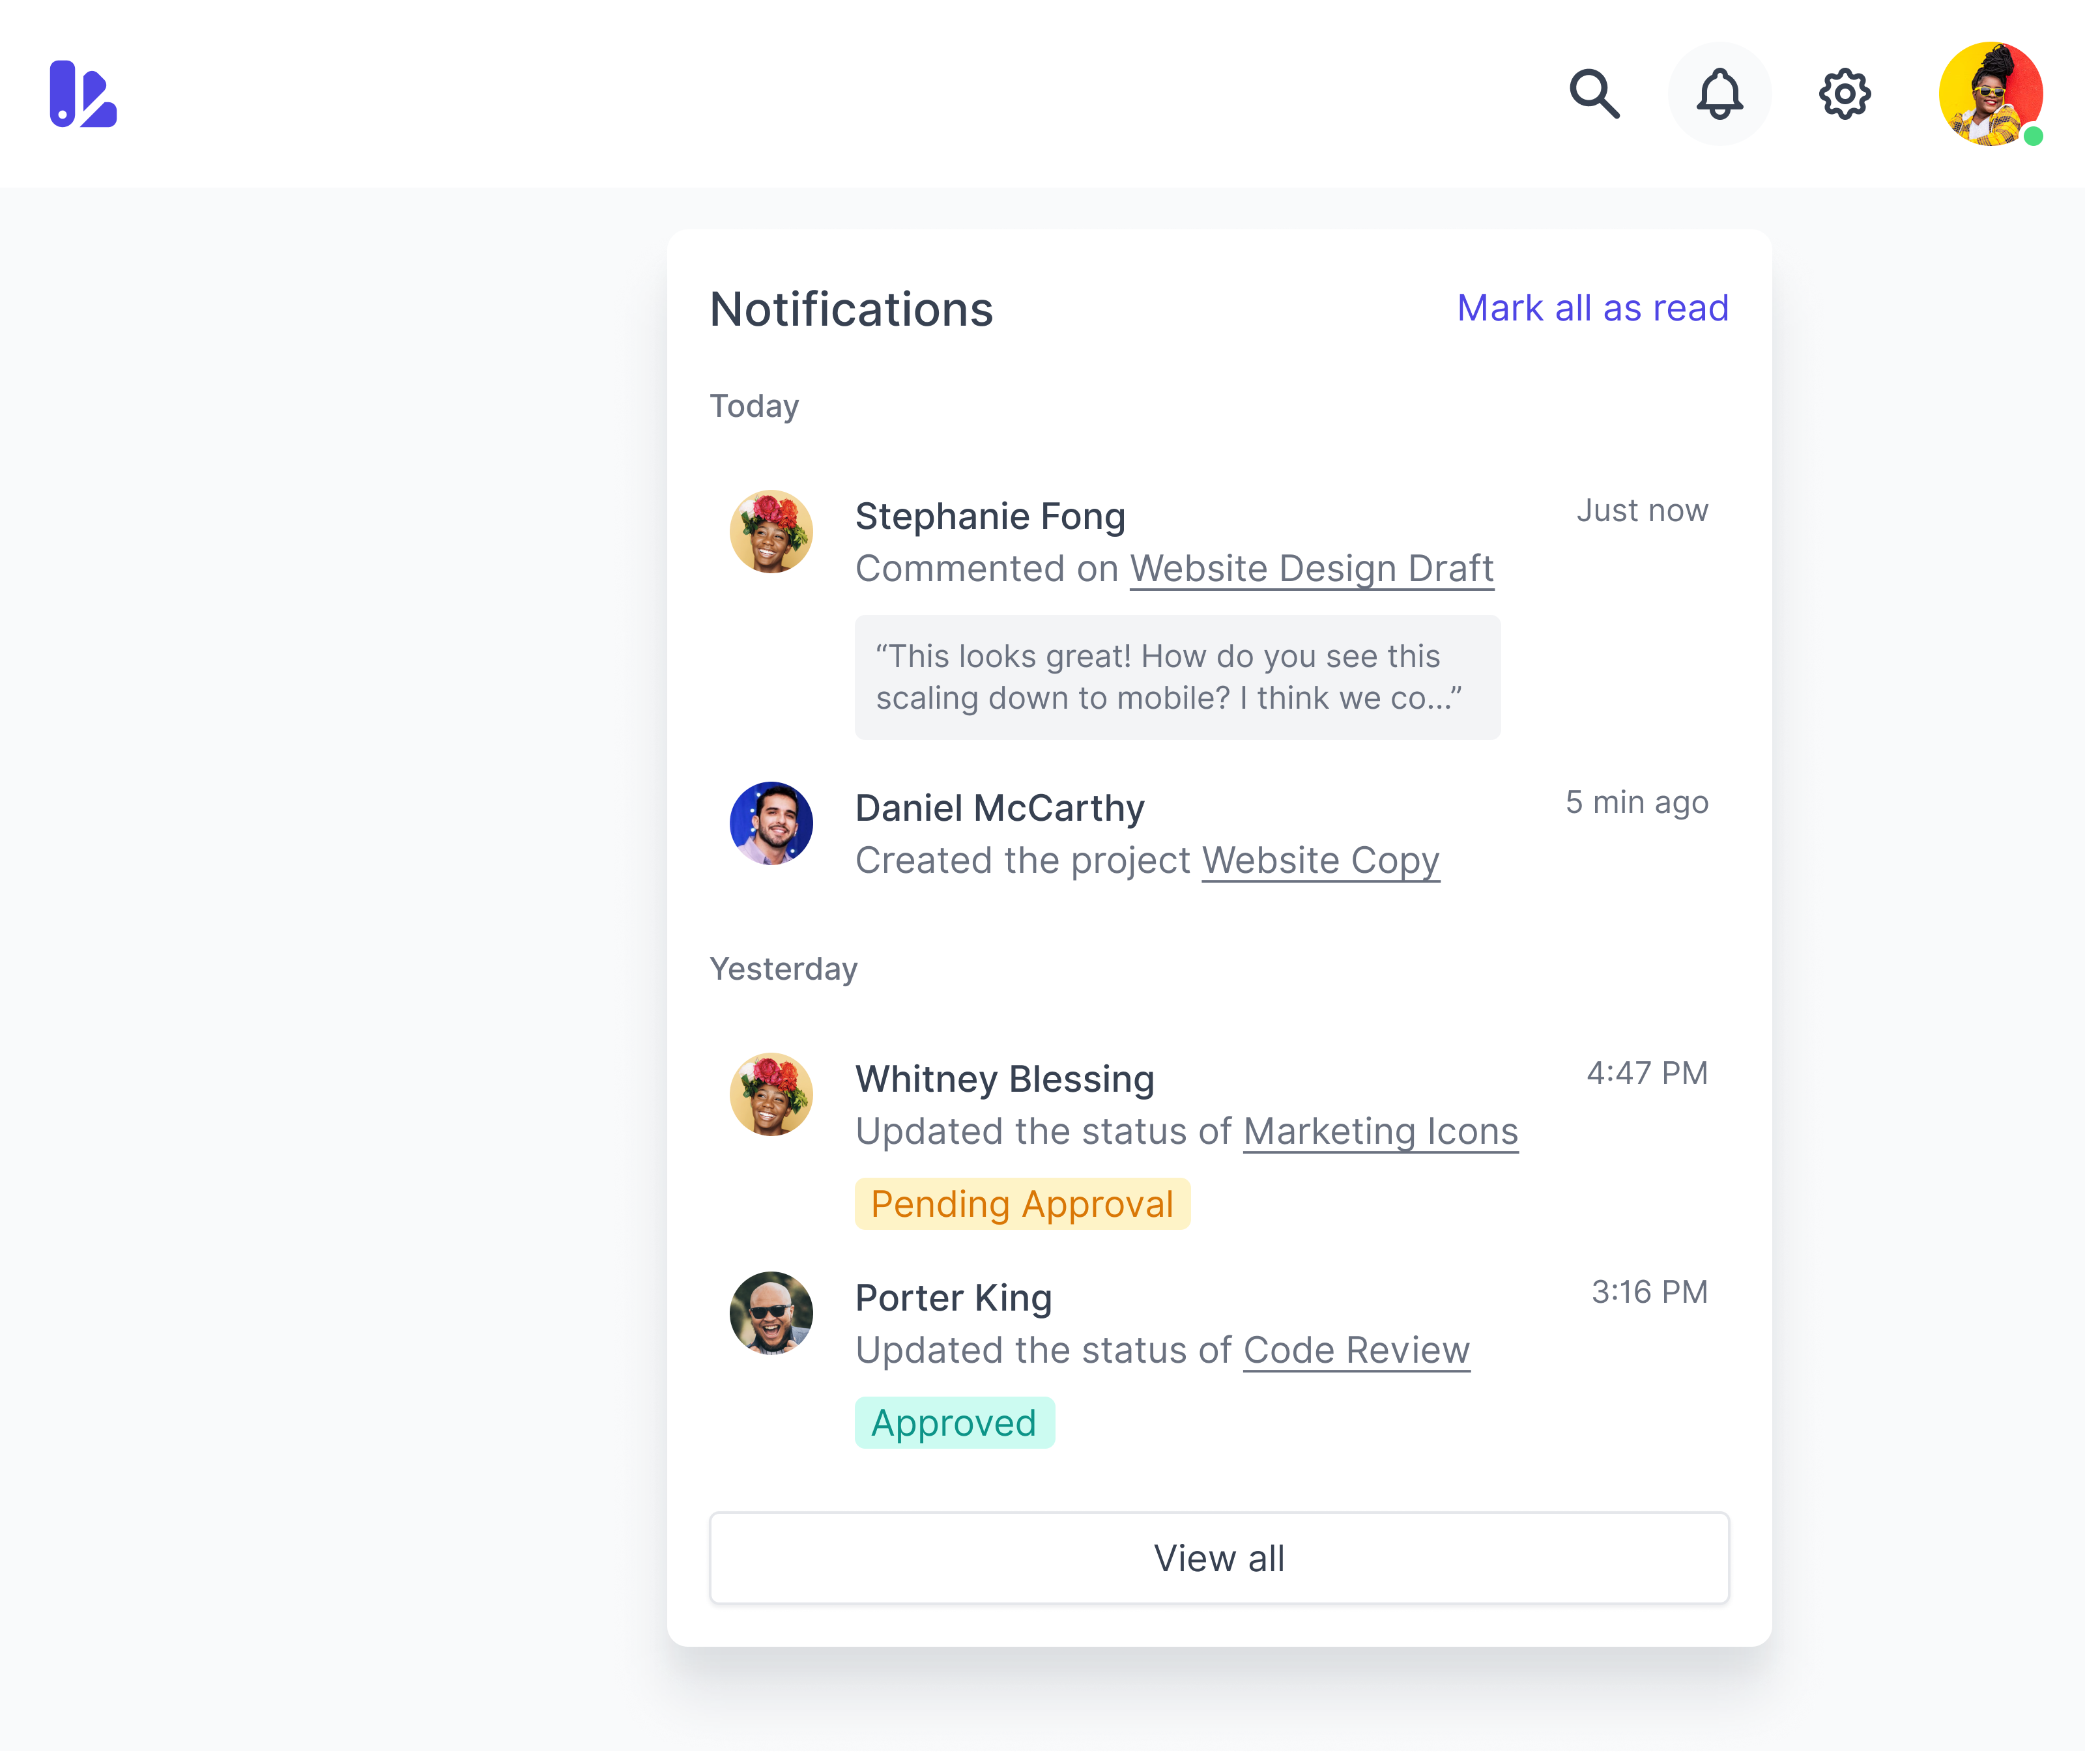 Notifications
Mark all as read
Today
Stephanie Fong
Just now
Commented on Website Design Draft
“This looks great! How do you see this
scaling down to mobile? I think we co...”
Daniel McCarthy
5 min ago
Created the project Website Copy
Yesterday
Whitney Blessing
4:47 PM
Updated the status of Marketing Icons
Pending Approval
Porter King
3:16 PM
Updated the status of Code Review
Approved
View all